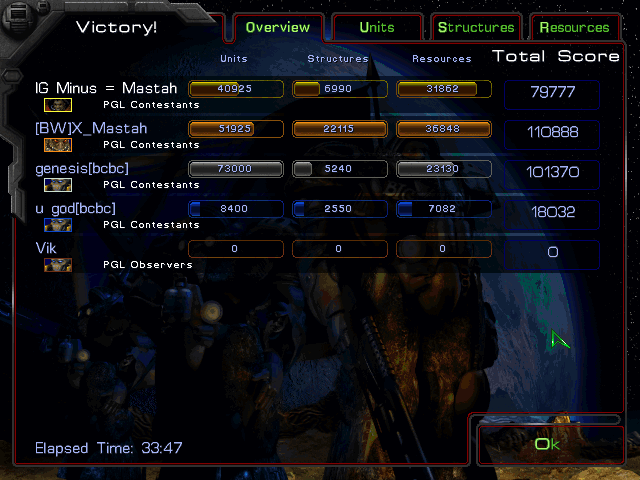 Victory!
Overview
Units
Structures
Resources
Units Structures Resources Total Score
IG Minus = Mastah 40925 6990 31862 79777
PGL Contestants
[BW]X_Mastah 51925 22115 36848 110888
PGL Contestants
genesis[bcbc] 73000 5240 23130 101370
PGL Contestants
u god[bcbc] 8400 2550 7082 18032
PGL Contestants
Vik 0 0 0 0
PGL Observers
Elapsed Time: 33:47
Ok